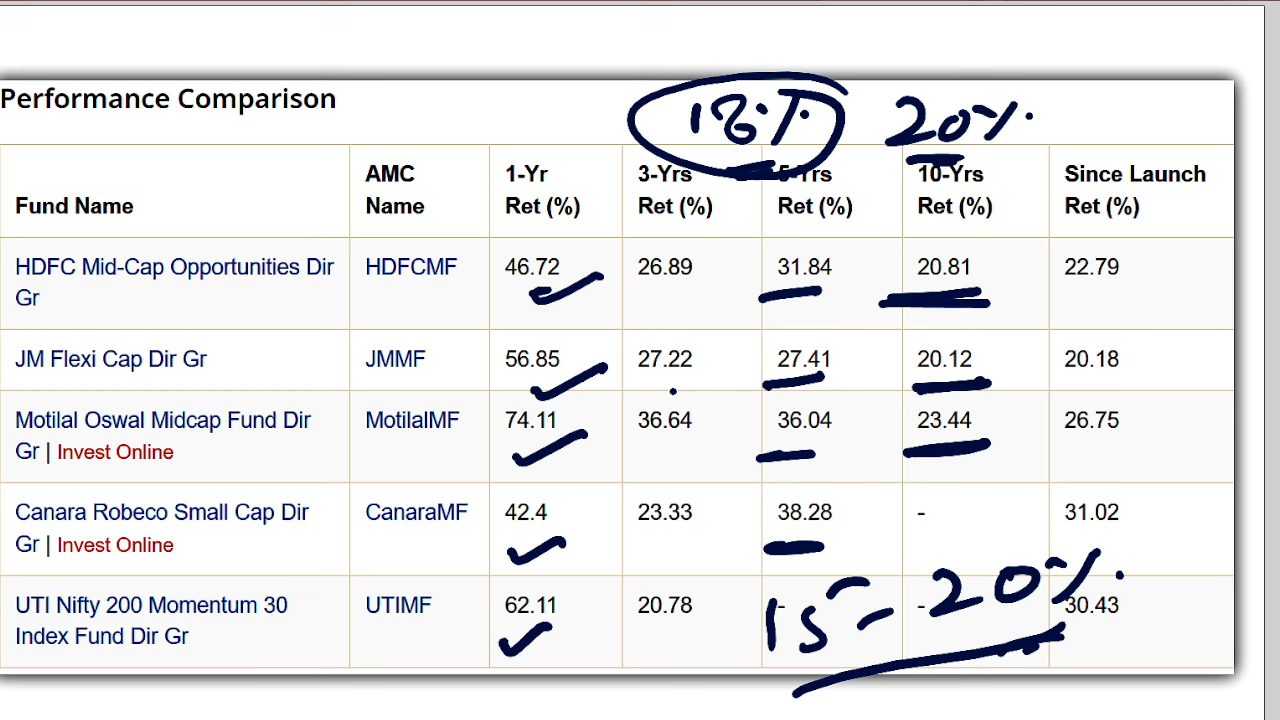 Performance Comparison
18%. 20%.
Fund Name AMC Name 1-Yr Ret (%) 3-Yrs Ret (%) 5-Yrs Ret (%) 10-Yrs Ret (%) Since Launch Ret (%)
HDFC Mid-Cap Opportunities Dir Gr HDFCMF 46.72 26.89 31.84 20.81 22.79
JM Flexi Cap Dir Gr JMMF 56.85 27.22 27.41 20.12 20.18
Motilal Oswal Midcap Fund Dir Gr | Invest Online MotilalMF 74.11 36.64 36.04 23.44 26.75
Canara Robeco Small Cap Dir Gr | Invest Online CanaraMF 42.4 23.33 38.28 - 31.02
UTI Nifty 200 Momentum 30 Index Fund Dir Gr UTIMF 62.11 20.78 - - 30.43
15-20%.